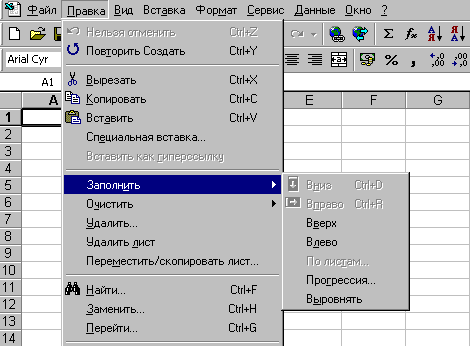 Файл Правка Вид Вставка Формат Сервис Данные
Нельзя отменить Ctrl+Z
Повторить Создать Ctrl+Y
Arial Cyr
A1
Вырезать Ctrl+X
Копировать Ctrl+C
Вставить Ctrl+V
Специальная вставка...
Вставить как гиперссылку
A E F G
1
2
3
4
5
6
7
8
9
10
11
12
13
14
Заполнить
Очистить
Удалить...
Удалить лист
Переместить/скопировать лист...
Найти... Ctrl+F
Заменить... Ctrl+H
Перейти... Ctrl+G
Вниз Ctrl+D
Вправо Ctrl+R
Вверх
Влево
По листам...
Прогрессия...
Выровнять